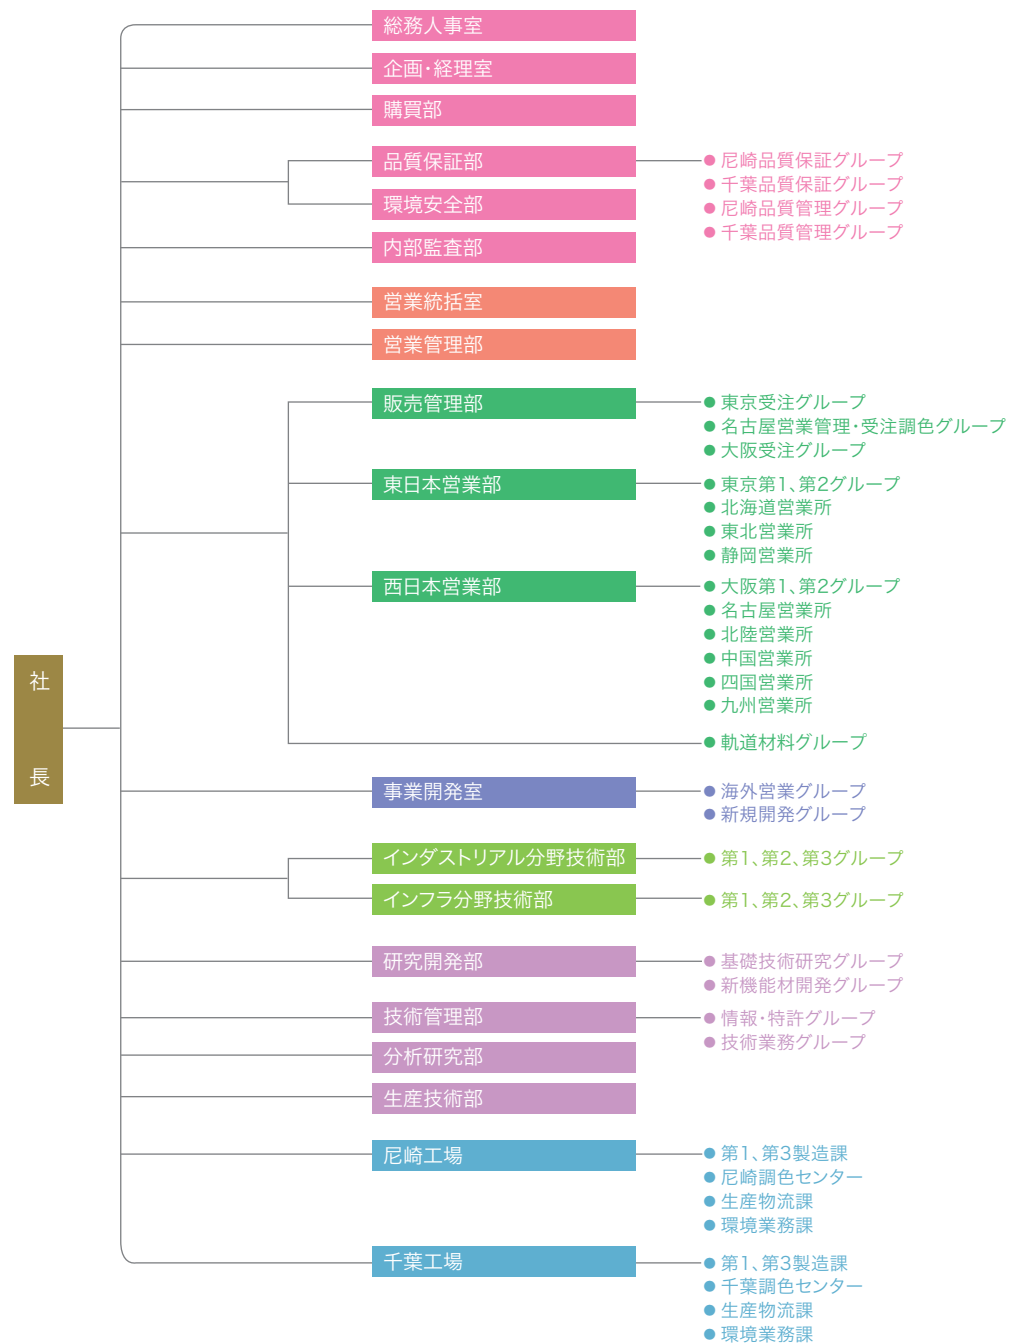 社長
総務人事室
企画・経理室
購買部
品質保証部
尼崎品質保証グループ
千葉品質保証グループ
尼崎品質管理グループ
千葉品質管理グループ
環境安全部
内部監査部
営業統括室
営業管理部
販売管理部
東京受注グループ
名古屋営業管理・受注調色グループ
大阪受注グループ
東日本営業部
東京第1、第2グループ
北海道営業所
東北営業所
静岡営業所
西日本営業部
大阪第1、第2グループ
名古屋営業所
北陸営業所
中国営業所
四国営業所
九州営業所
軌道材料グループ
事業開発室
海外営業グループ
新規開発グループ
インダストリアル分野技術部
第1、第2、第3グループ
インフラ分野技術部
第1、第2、第3グループ
研究開発部
基礎技術研究グループ
新機能材開発グループ
技術管理部
情報・特許グループ
技術業務グループ
分析研究部
生産技術部
尼崎工場
第1、第3製造課
尼崎調色センター
生産物流課
環境業務課
千葉工場
第1、第3製造課
千葉調色センター
生産物流課
環境業務課